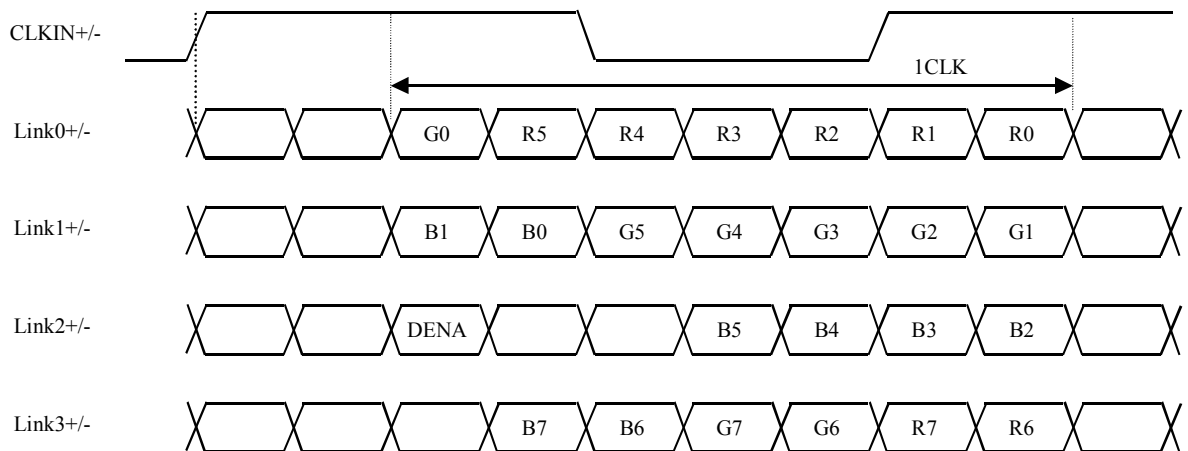 CLKIN+/-
1CLK
Link0+/- G0 R5 R4 R3 R2 R1 R0
Link1+/- B1 B0 G5 G4 G3 G2 G1
Link2+/- DENA B5 B4 B3 B2
Link3+/- B7 B6 G7 G6 R7 R6